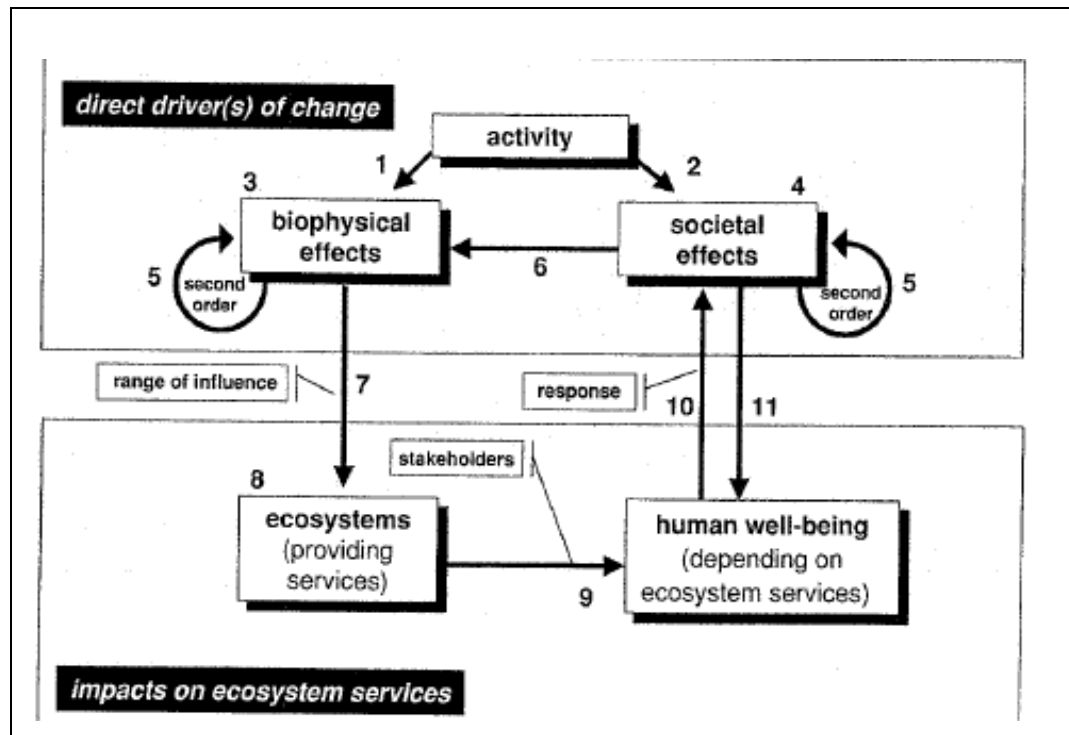 direct driver(s) of change
activity
1
2
3
4
biophysical
effects
societal
effects
5
second
order
6
second
order
5
range of influence
7
response
10
11
stakeholders
8
ecosystems
(providing
services)
human well-being
(depending on
ecosystem services)
9
impacts on ecosystem services